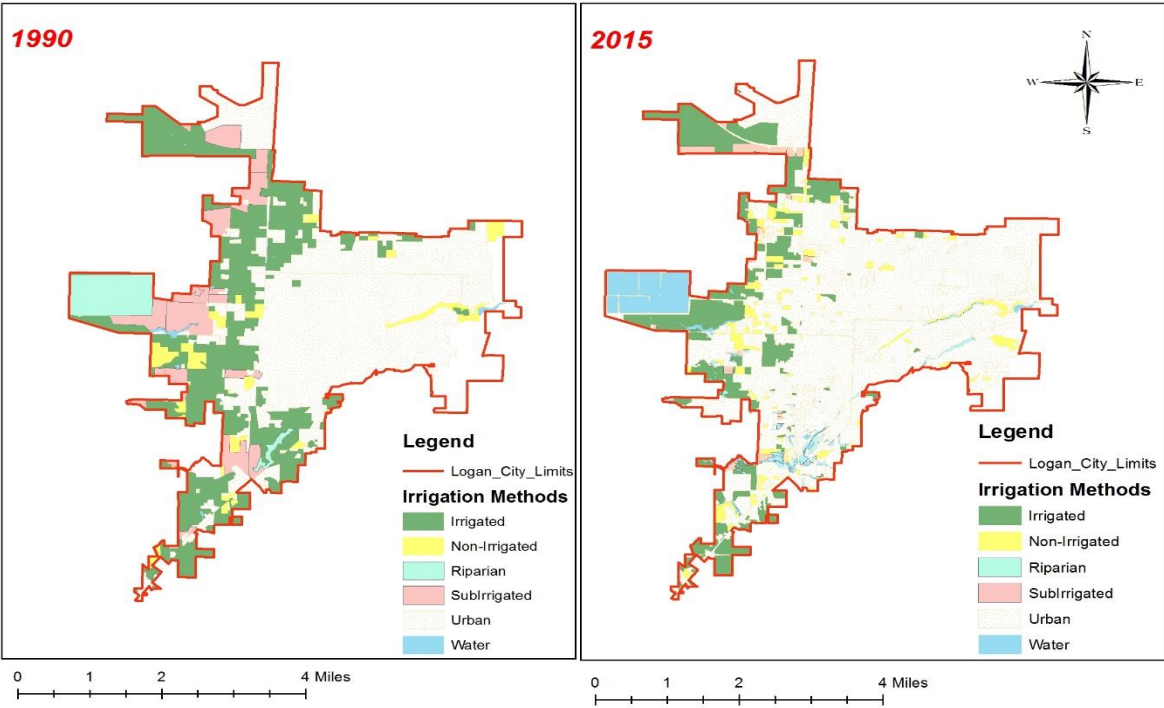 1990
Legend
Logan_City_Limits
Irrigation Methods
Irrigated
Non-Irrigated
Riparian
SubIrrigated
Urban
Water
0 1 2 4 Miles
2015
N
W E
S
Legend
Logan_City_Limits
Irrigation Methods
Irrigated
Non-Irrigated
Riparian
SubIrrigated
Urban
Water
0 1 2 4 Miles